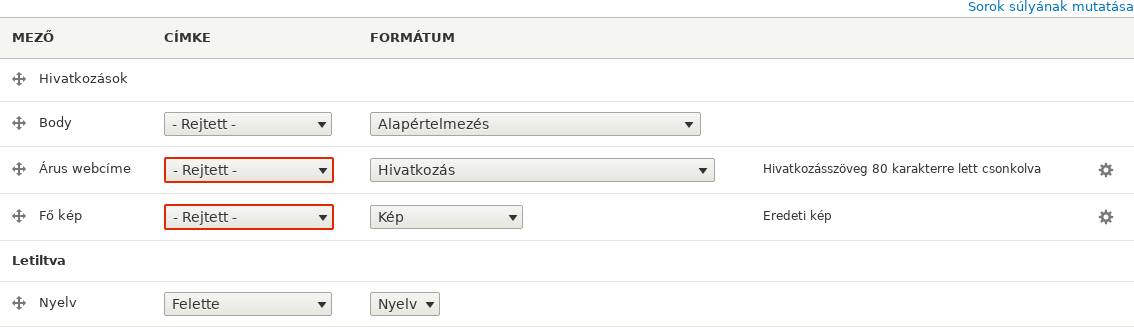 Sorok súlyának mutatása
MEZŐ CÍMKE FORMÁTUM
Hivatkozások
Body - Rejtett - Alapértelmezés
Árus webcíme - Rejtett - Hivatkozás Hivatkozásszöveg 80 karakterre lett csonkolva
Fő kép - Rejtett - Kép Eredeti kép
Letiltva
Nyelv Felette Nyelv